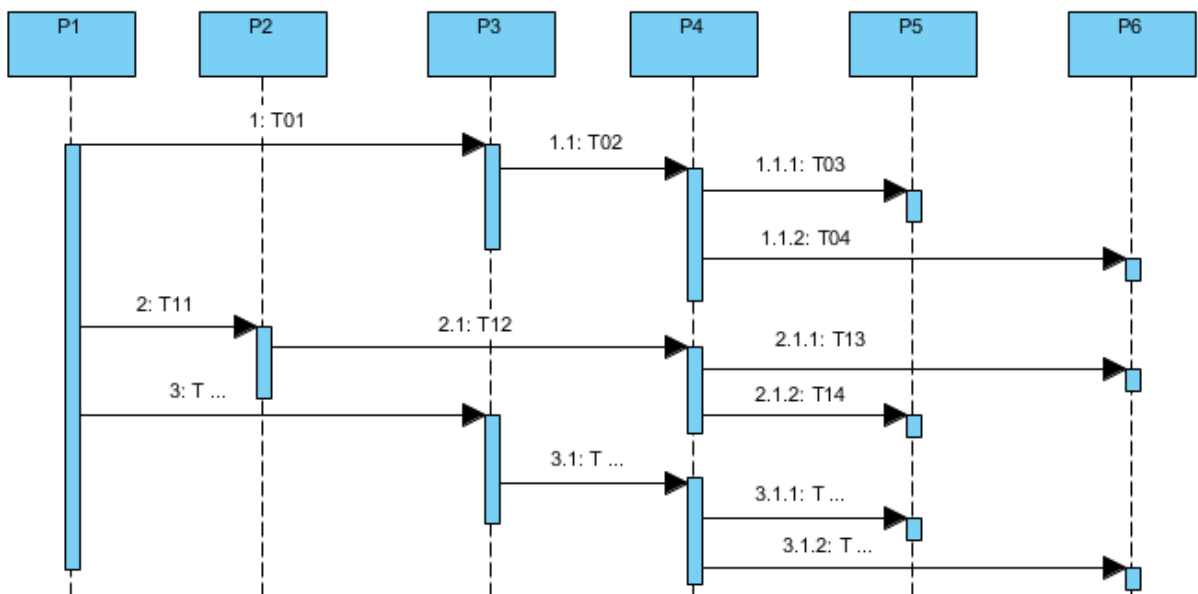 P1 P2 P3 P4 P5 P6
1: T01
1.1: T02
1.1.1: T03
1.1.2: T04
2: T11
2.1: T12
2.1.1: T13
3: T ...
2.1.2: T14
3.1: T ...
3.1.1: T ...
3.1.2: T ...